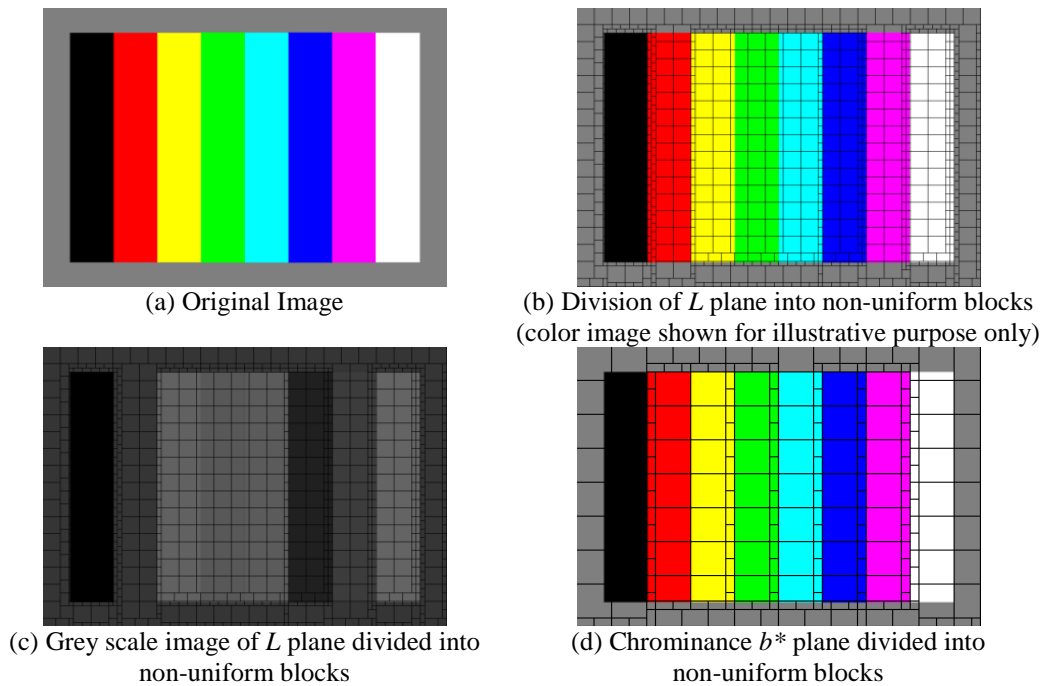 (a) Original Image
(b) Division of L plane into non-uniform blocks
(color image shown for illustrative purpose only)
(c) Grey scale image of L plane divided into
non-uniform blocks
(d) Chrominance b* plane divided into
non-uniform blocks